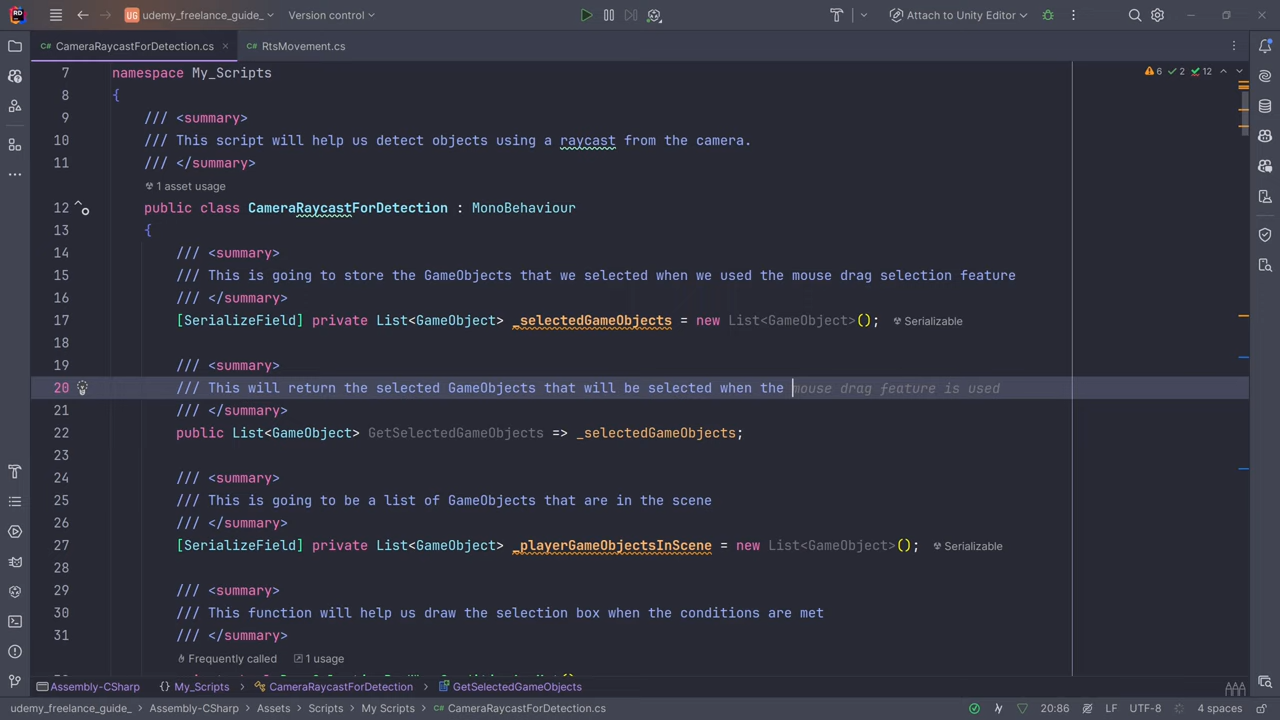 udemy_freelance_guide_ Version control Attach to Unity Editor
CameraRaycastForDetection.cs RtsMovement.cs
7 namespace My_Scripts 6 2 12
8 {
9 /// <summary>
10 /// This script will help us detect objects using a raycast from the camera.
11 /// </summary>
1 asset usage
12 public class CameraRaycastForDetection : MonoBehaviour
13 {
14 /// <summary>
15 /// This is going to store the GameObjects that we selected when we used the mouse drag selection feature
16 /// </summary>
17 [SerializeField] private List<GameObject> _selectedGameObjects = new List<GameObject>(); Serializable
18
19 /// <summary>
20 /// This will return the selected GameObjects that will be selected when the mouse drag feature is used
21 /// </summary>
22 public List<GameObject> GetSelectedGameObjects => _selectedGameObjects;
23
24 /// <summary>
25 /// This is going to be a list of GameObjects that are in the scene
26 /// </summary>
27 [SerializeField] private List<GameObject> _playerGameObjectsInScene = new List<GameObject>(); Serializable
28
29 /// <summary>
30 /// This function will help us draw the selection box when the conditions are met
31 /// </summary>
Frequently called 1 usage
Assembly-CSharp My_Scripts CameraRaycastForDetection GetSelectedGameObjects
udemy_freelance_guide_ Assembly-CSharp Assets Scripts My Scripts CameraRaycastForDetection.cs 20:86 LF UTF-8 4 spaces